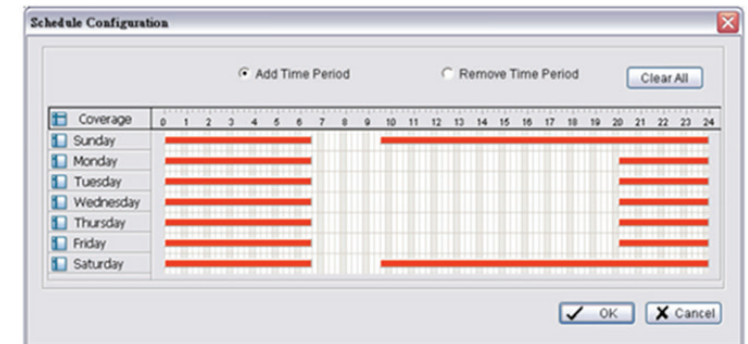 Schedule Configuration
Add Time Period Remove Time Period Clear All
Coverage 0 1 2 3 4 5 6 7 8 9 10 11 12 13 14 15 16 17 18 19 20 21 22 23 24
Sunday
Monday
Tuesday
Wednesday
Thursday
Friday
Saturday
OK Cancel